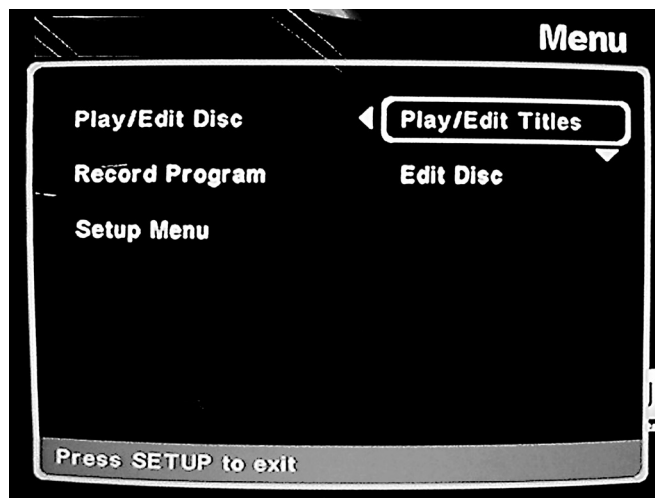 Menu
Play/Edit Disc
Play/Edit Titles
Record Program
Edit Disc
Setup Menu
Press SETUP to exit